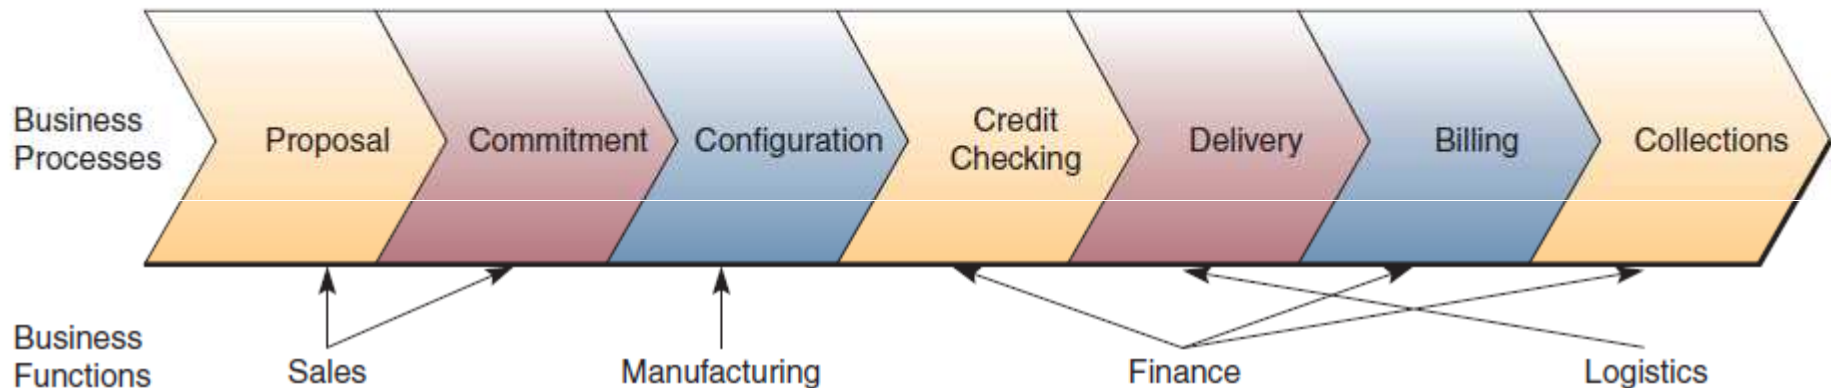 Business
Processes
Proposal
Commitment
Configuration
Credit
Checking
Delivery
Billing
Collections
Business
Functions
Sales
Manufacturing
Finance
Logistics